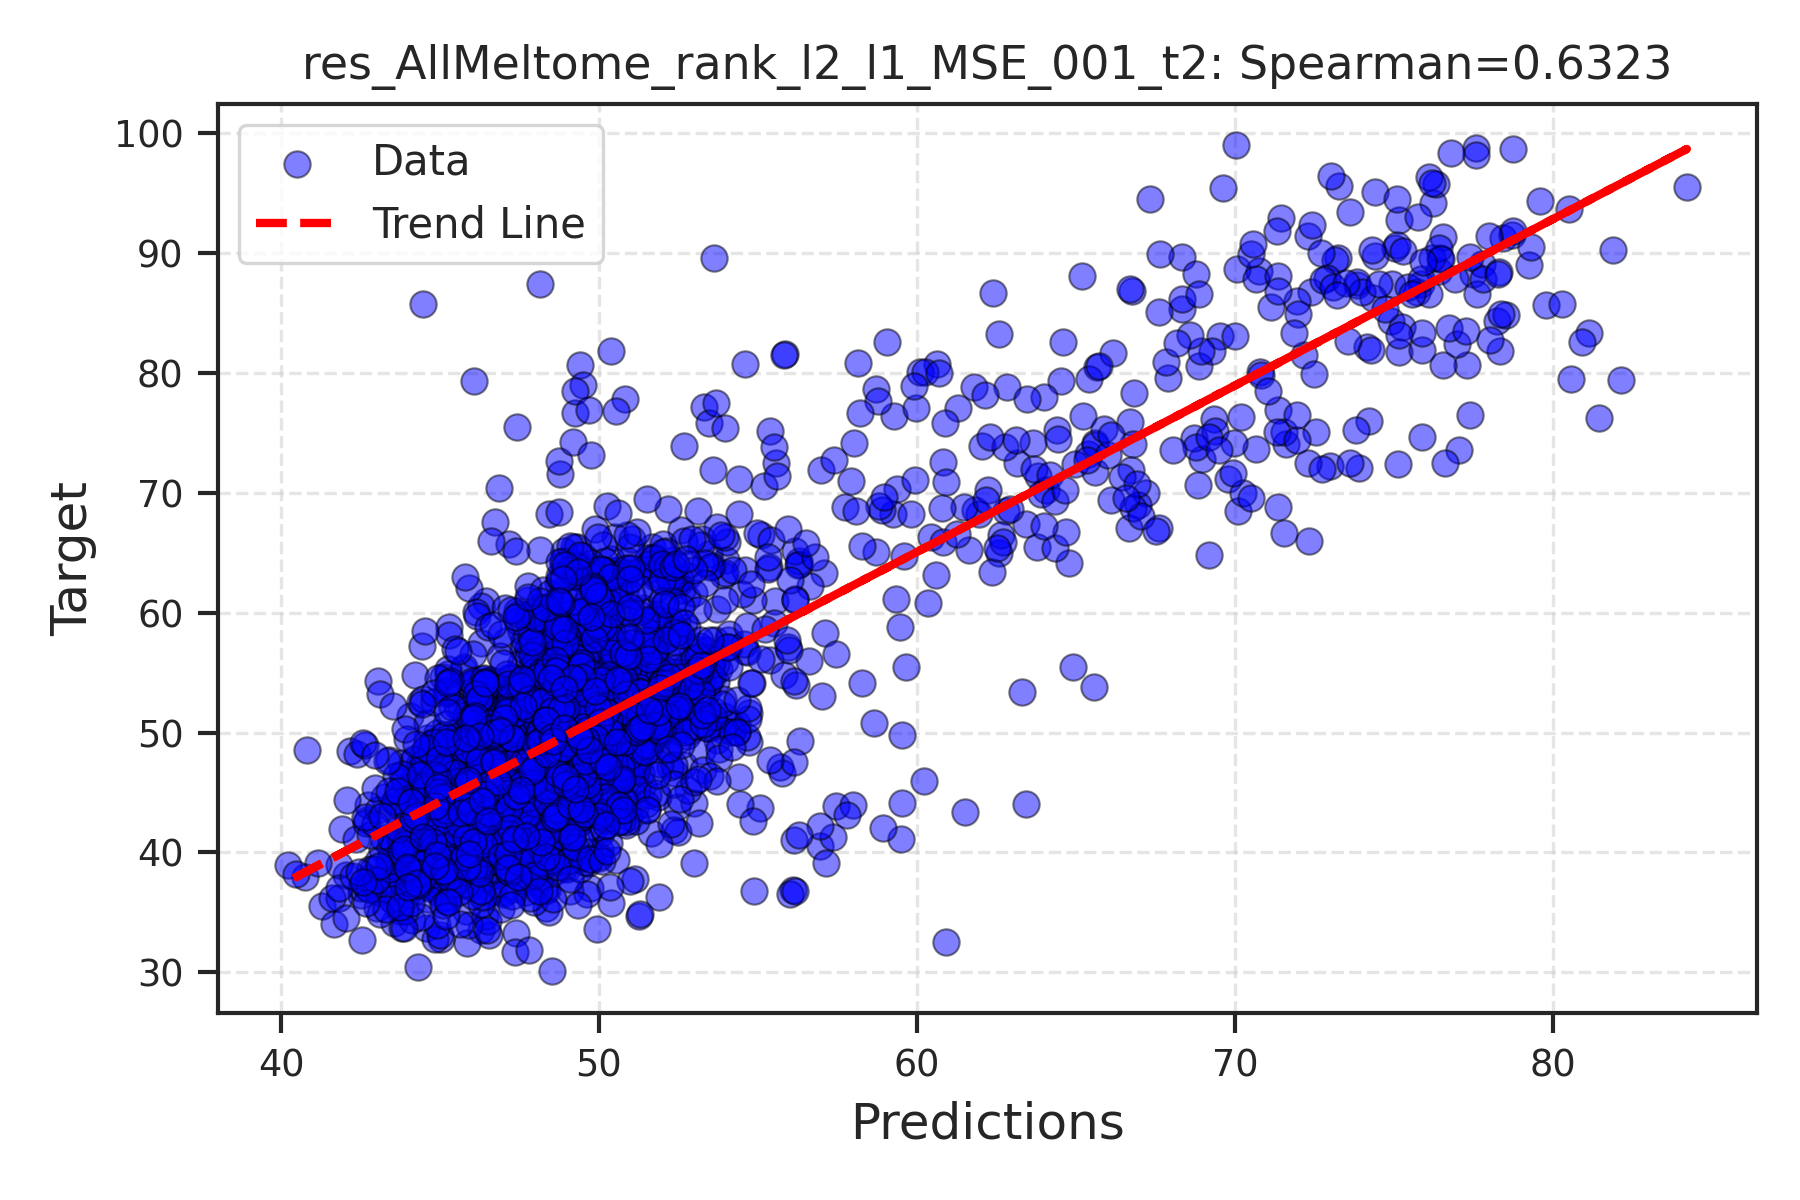 res_AllMeltome_rank_l2_l1_MSE_001_t2: Spearman=0.6323
Data
Trend Line
100
90
80
70
60
50
40
30
Target
40 50 60 70 80
Predictions